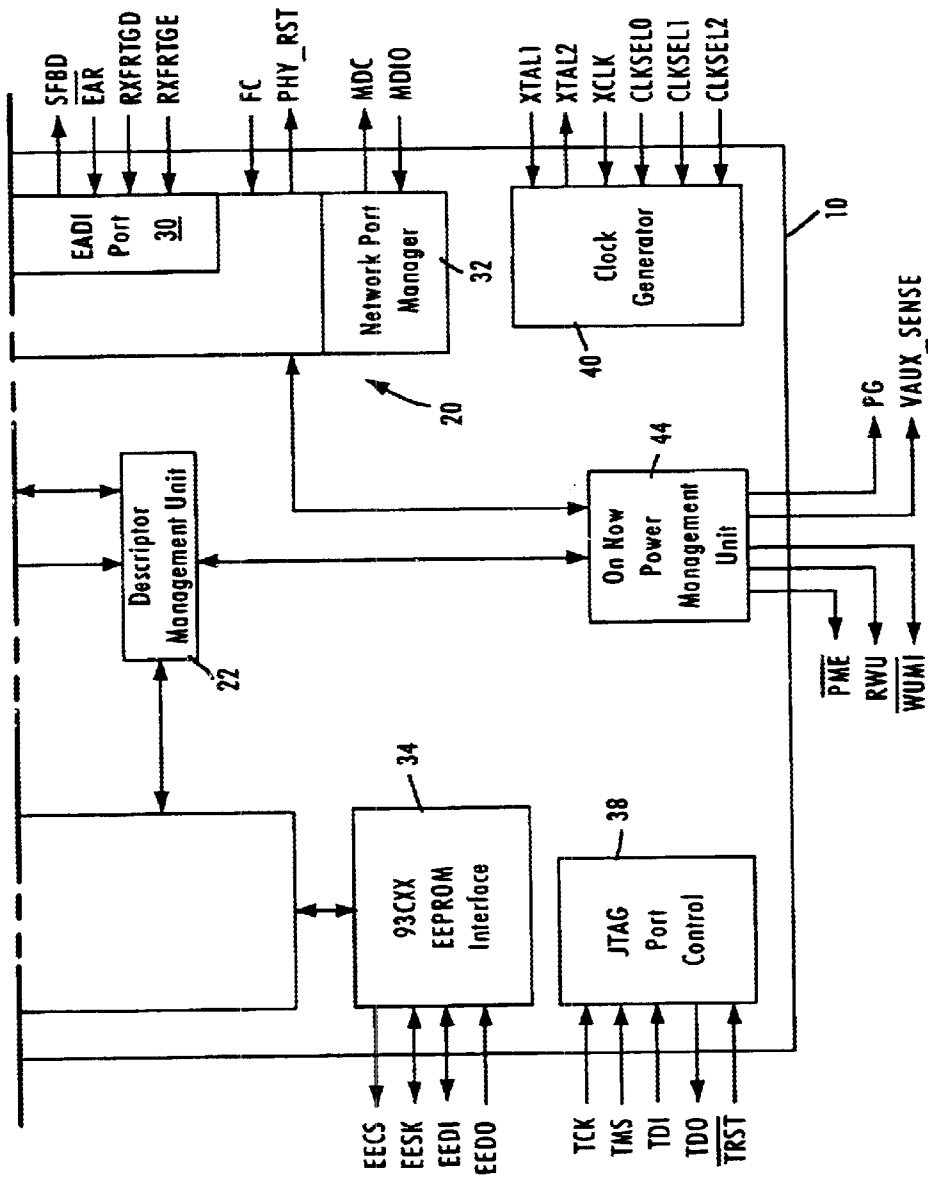 SFBD
EAR
RXFRTGD
RXFRTGE
FC
PHY_RST
MDC
MDIO
XTAL1
XTAL2
XCLK
CLKSEL0
CLKSEL1
CLKSEL2
EADI
Port
30
Network Port
Manager
32
Clock
Generator
40
10
20
Descriptor
Management Unit
22
On Now
Power
Management
Unit
44
PG
VAUX_SENSE
PME
RWU
WUMI
93CXX
EEPROM
Interface
34
JTAG
Port
Control
38
EECS
EESK
EEDI
EEDO
TCK
TMS
TDI
TDO
TRST